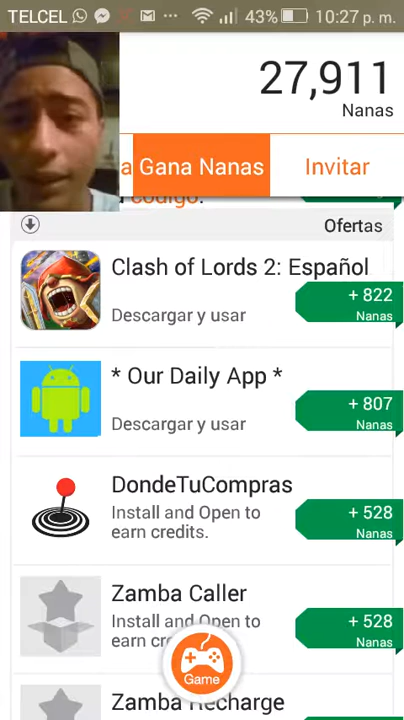 TELCEL ... 43% 10:27 p. m.
27,911
Nanas
Gana Nanas
Invitar
código.
Ofertas
Clash of Lords 2: Español
+ 822
Descargar y usar
Nanas
* Our Daily App *
+ 807
Descargar y usar
Nanas
DondeTuCompras
Install and Open to
+ 528
earn credits.
Nanas
Zamba Caller
Install and Open to
+ 528
earn
Nanas
Game
Zamba Recharge